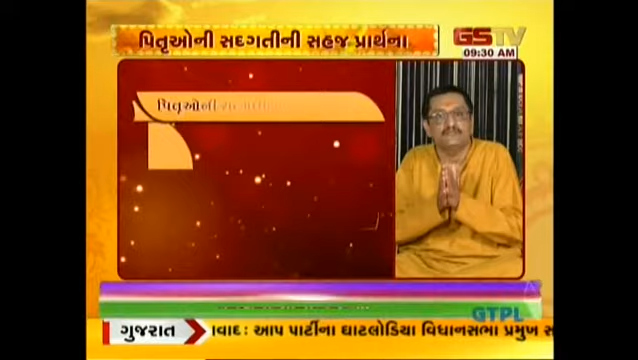 પિતૃઓની સદગતીની સહજ પ્રાર્થના
GSTV
09:30 AM
પિતૃઓની
GTPL
ગુજરાત
ાવાદ: આપ પાર્ટીના ઘાટલોડિયા વિધાનસભા પ્રમુખ સ